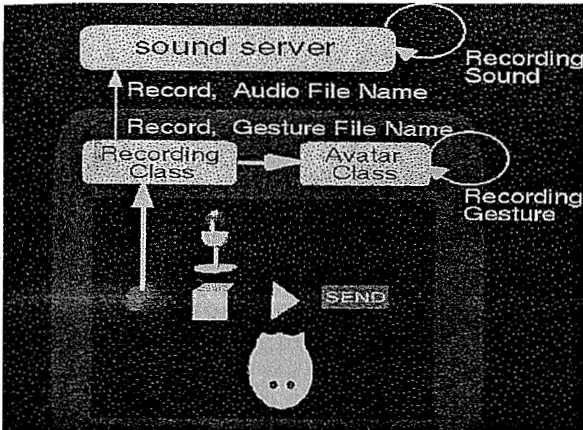 sound server
Recording
Sound
Record, Audio File Name
Record, Gesture File Name
Recording
Class
Avatar
Class
Recording
Gesture
SEND